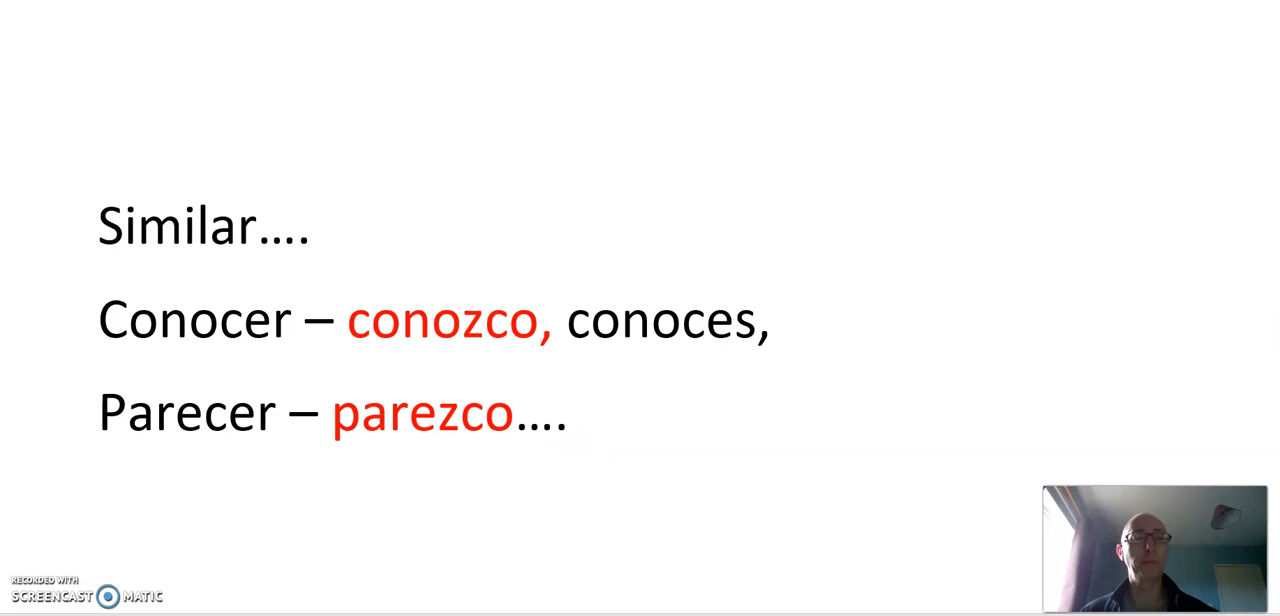 Similar….
Conocer – conozco, conoces,
Parecer – parezco….
RECORDED WITH
SCREENCAST MATIC